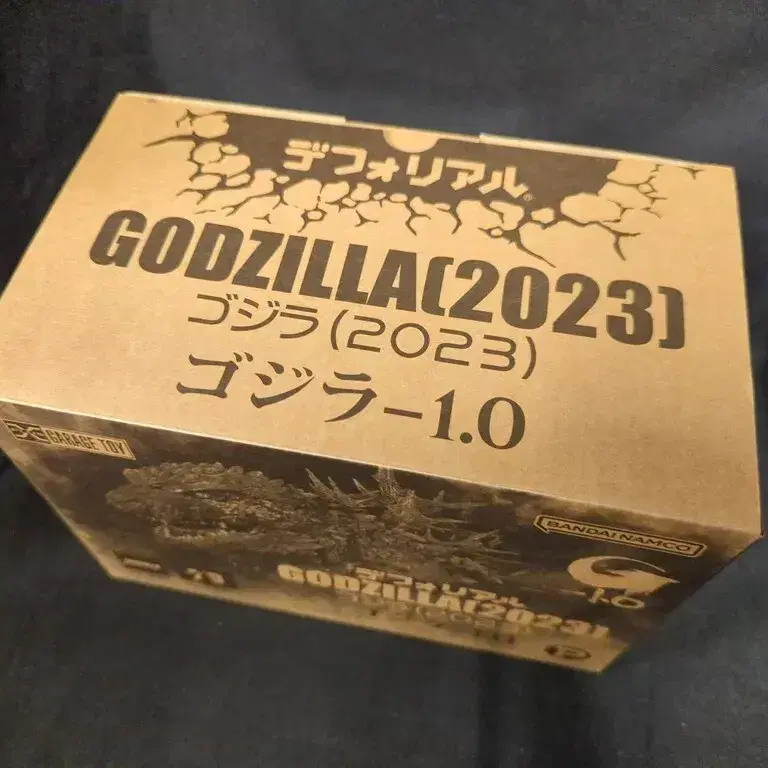 デフォリアル®
GODZILLA(2023)
ゴジラ(2023)
ゴジラ-1.0
GARAGE TOY
BANDAI NAMCO
-1.0
デフォリアル
GODZILLA(2023)